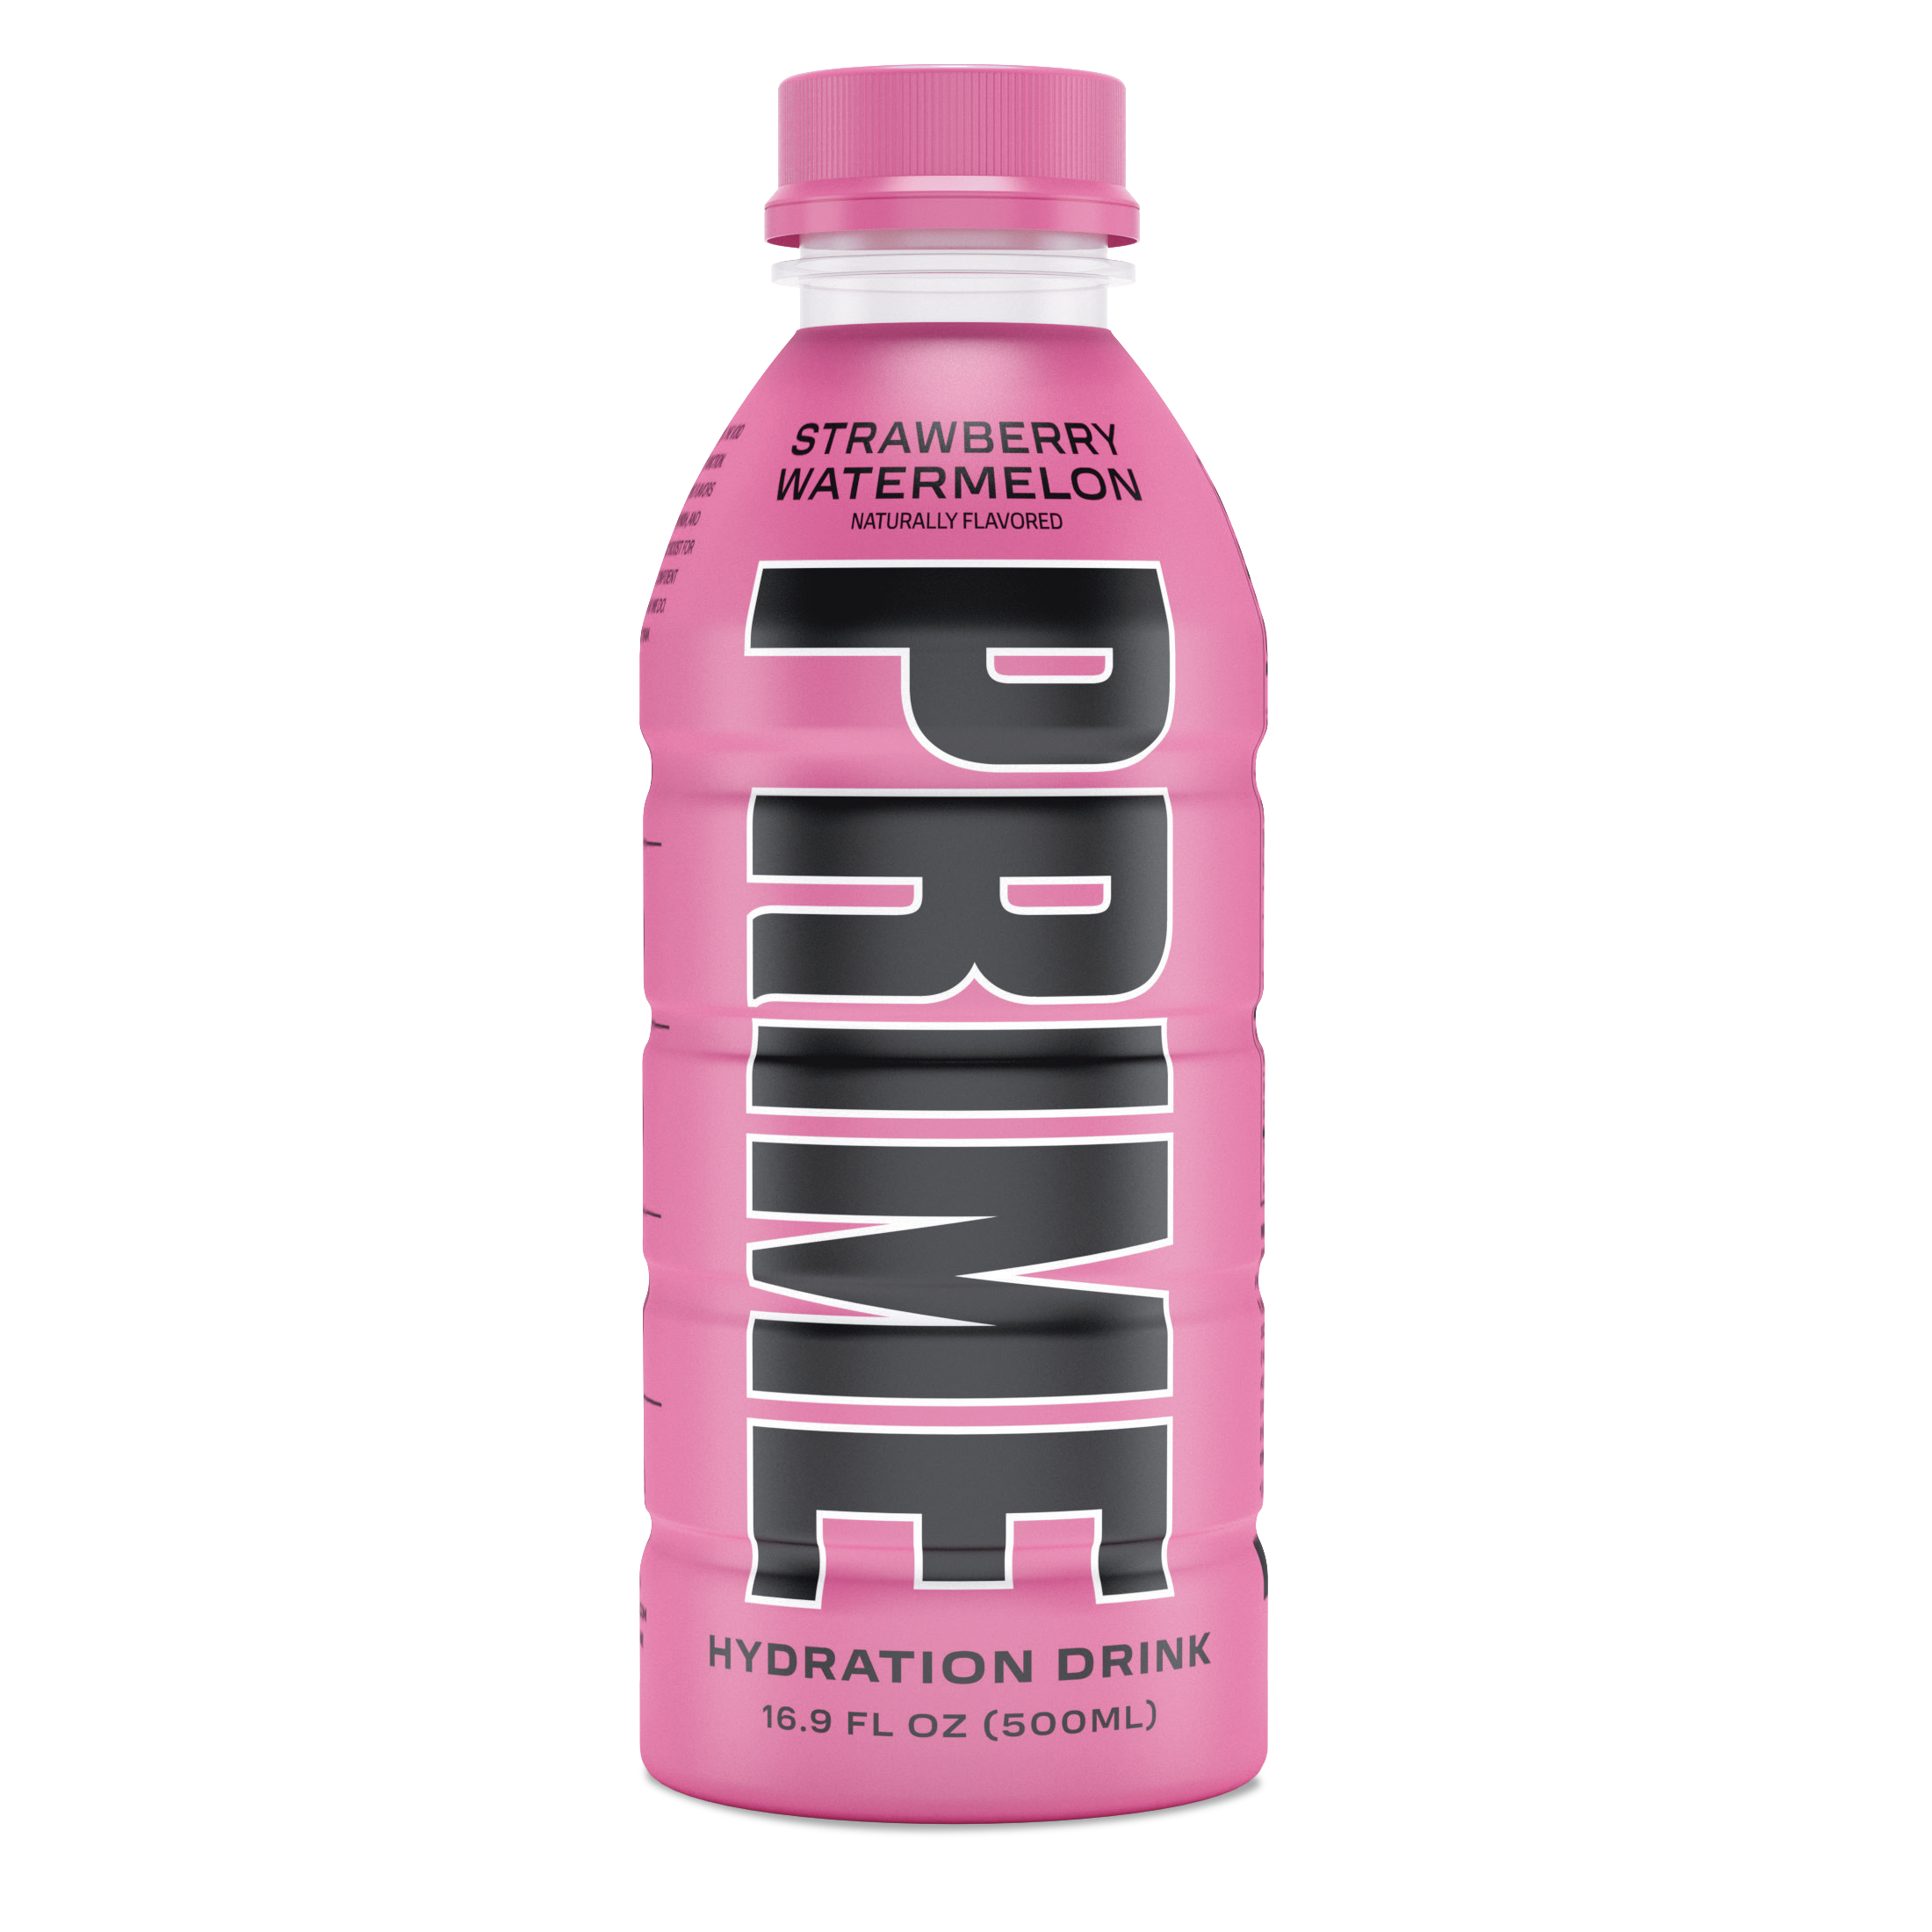 STRAWBERRY
WATERMELON
NATURALLY FLAVORED
PRIME
HYDRATION DRINK
16.9 FL OZ (500ML)